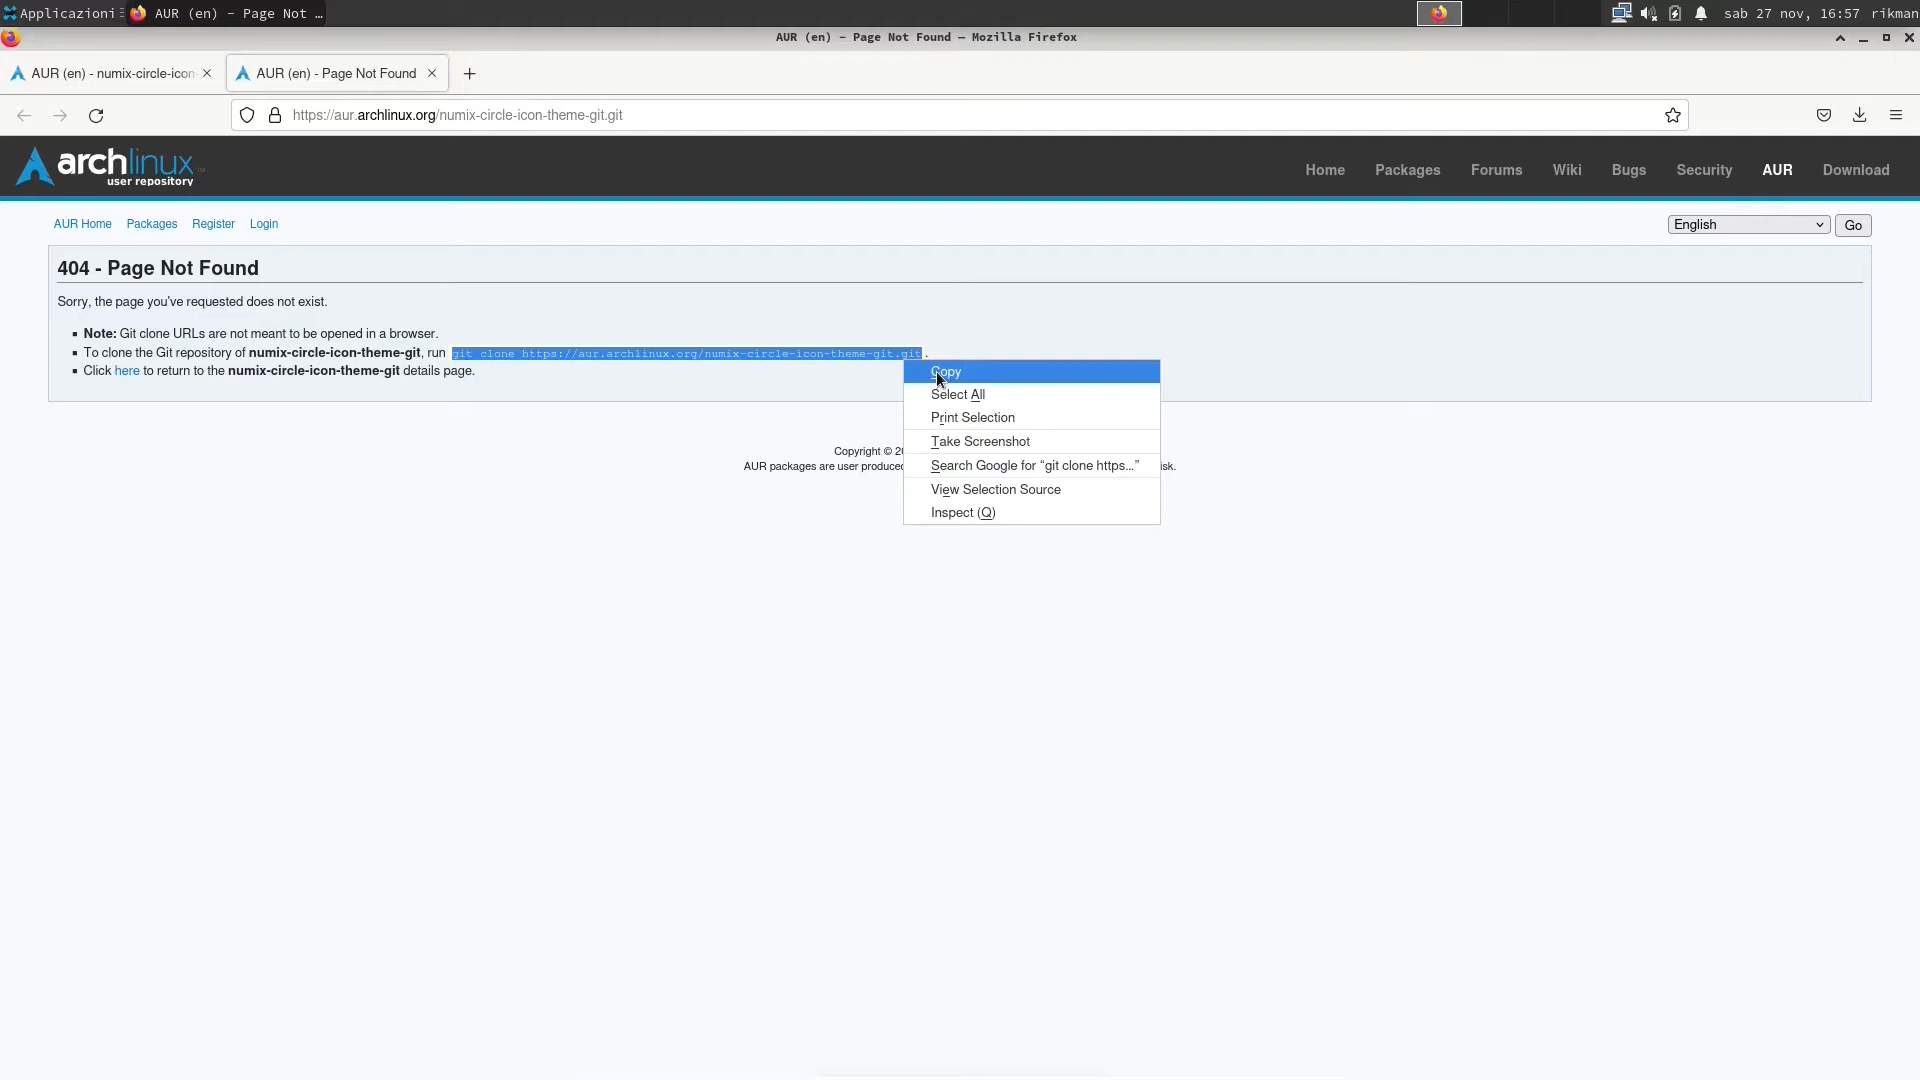 Applicazioni
AUR (en) - Page Not …
sab 27 nov, 16:57
rikman
AUR (en) - Page Not Found — Mozilla Firefox
AUR (en) - numix-circle-icon-
AUR (en) - Page Not Found
https://aur.archlinux.org/numix-circle-icon-theme-git.git
archlinux™
user repository
Home Packages Forums Wiki Bugs Security AUR Download
AUR Home Packages Register Login
English
Go
404 - Page Not Found
Sorry, the page you've requested does not exist.
Note: Git clone URLs are not meant to be opened in a browser.
To clone the Git repository of numix-circle-icon-theme-git, run git clone https://aur.archlinux.org/numix-circle-icon-theme-git.git .
Click here to return to the numix-circle-icon-theme-git details page.
Copy
Select All
Print Selection
Take Screenshot
Search Google for “git clone https...”
View Selection Source
Inspect (Q)
Copyright © 20
AUR packages are user produced
isk.